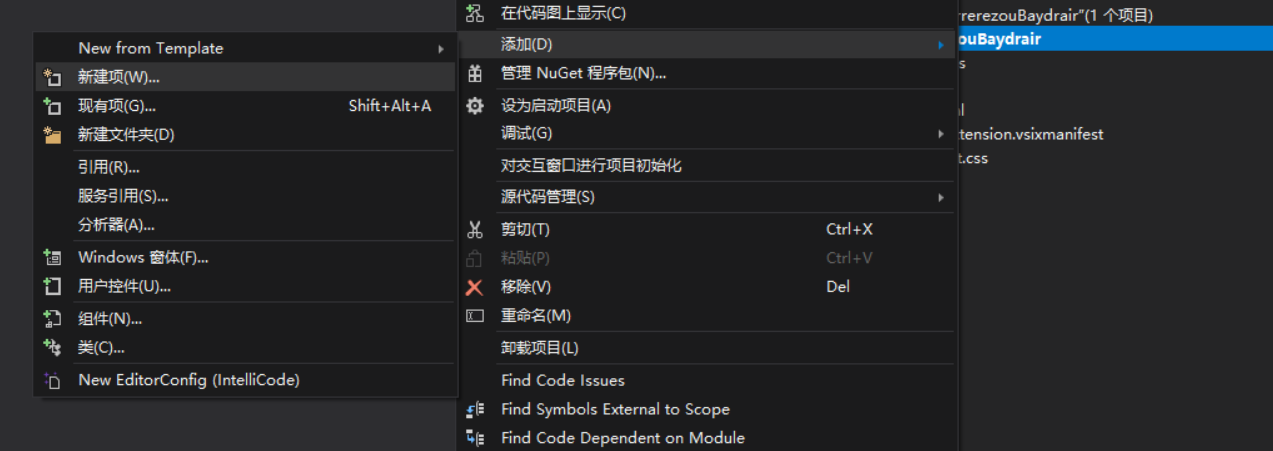 New from Template
新建项(W)...
现有项(G)... Shift+Alt+A
新建文件夹(D)
引用(R)...
服务引用(S)...
分析器(A)...
Windows 窗体(F)...
用户控件(U)...
组件(N)...
类(C)...
New EditorConfig (IntelliCode)
在代码图上显示(C)
添加(D)
管理 NuGet 程序包(N)...
设为启动项目(A)
调试(G)
对交互窗口进行项目初始化
源代码管理(S)
剪切(T) Ctrl+X
粘贴(P) Ctrl+V
移除(V) Del
重命名(M)
卸载项目(L)
Find Code Issues
Find Symbols External to Scope
Find Code Dependent on Module
rerezouBaydrair"(1 个项目)
ouBaydrair
s
l
tension.vsixmanifest
t.css